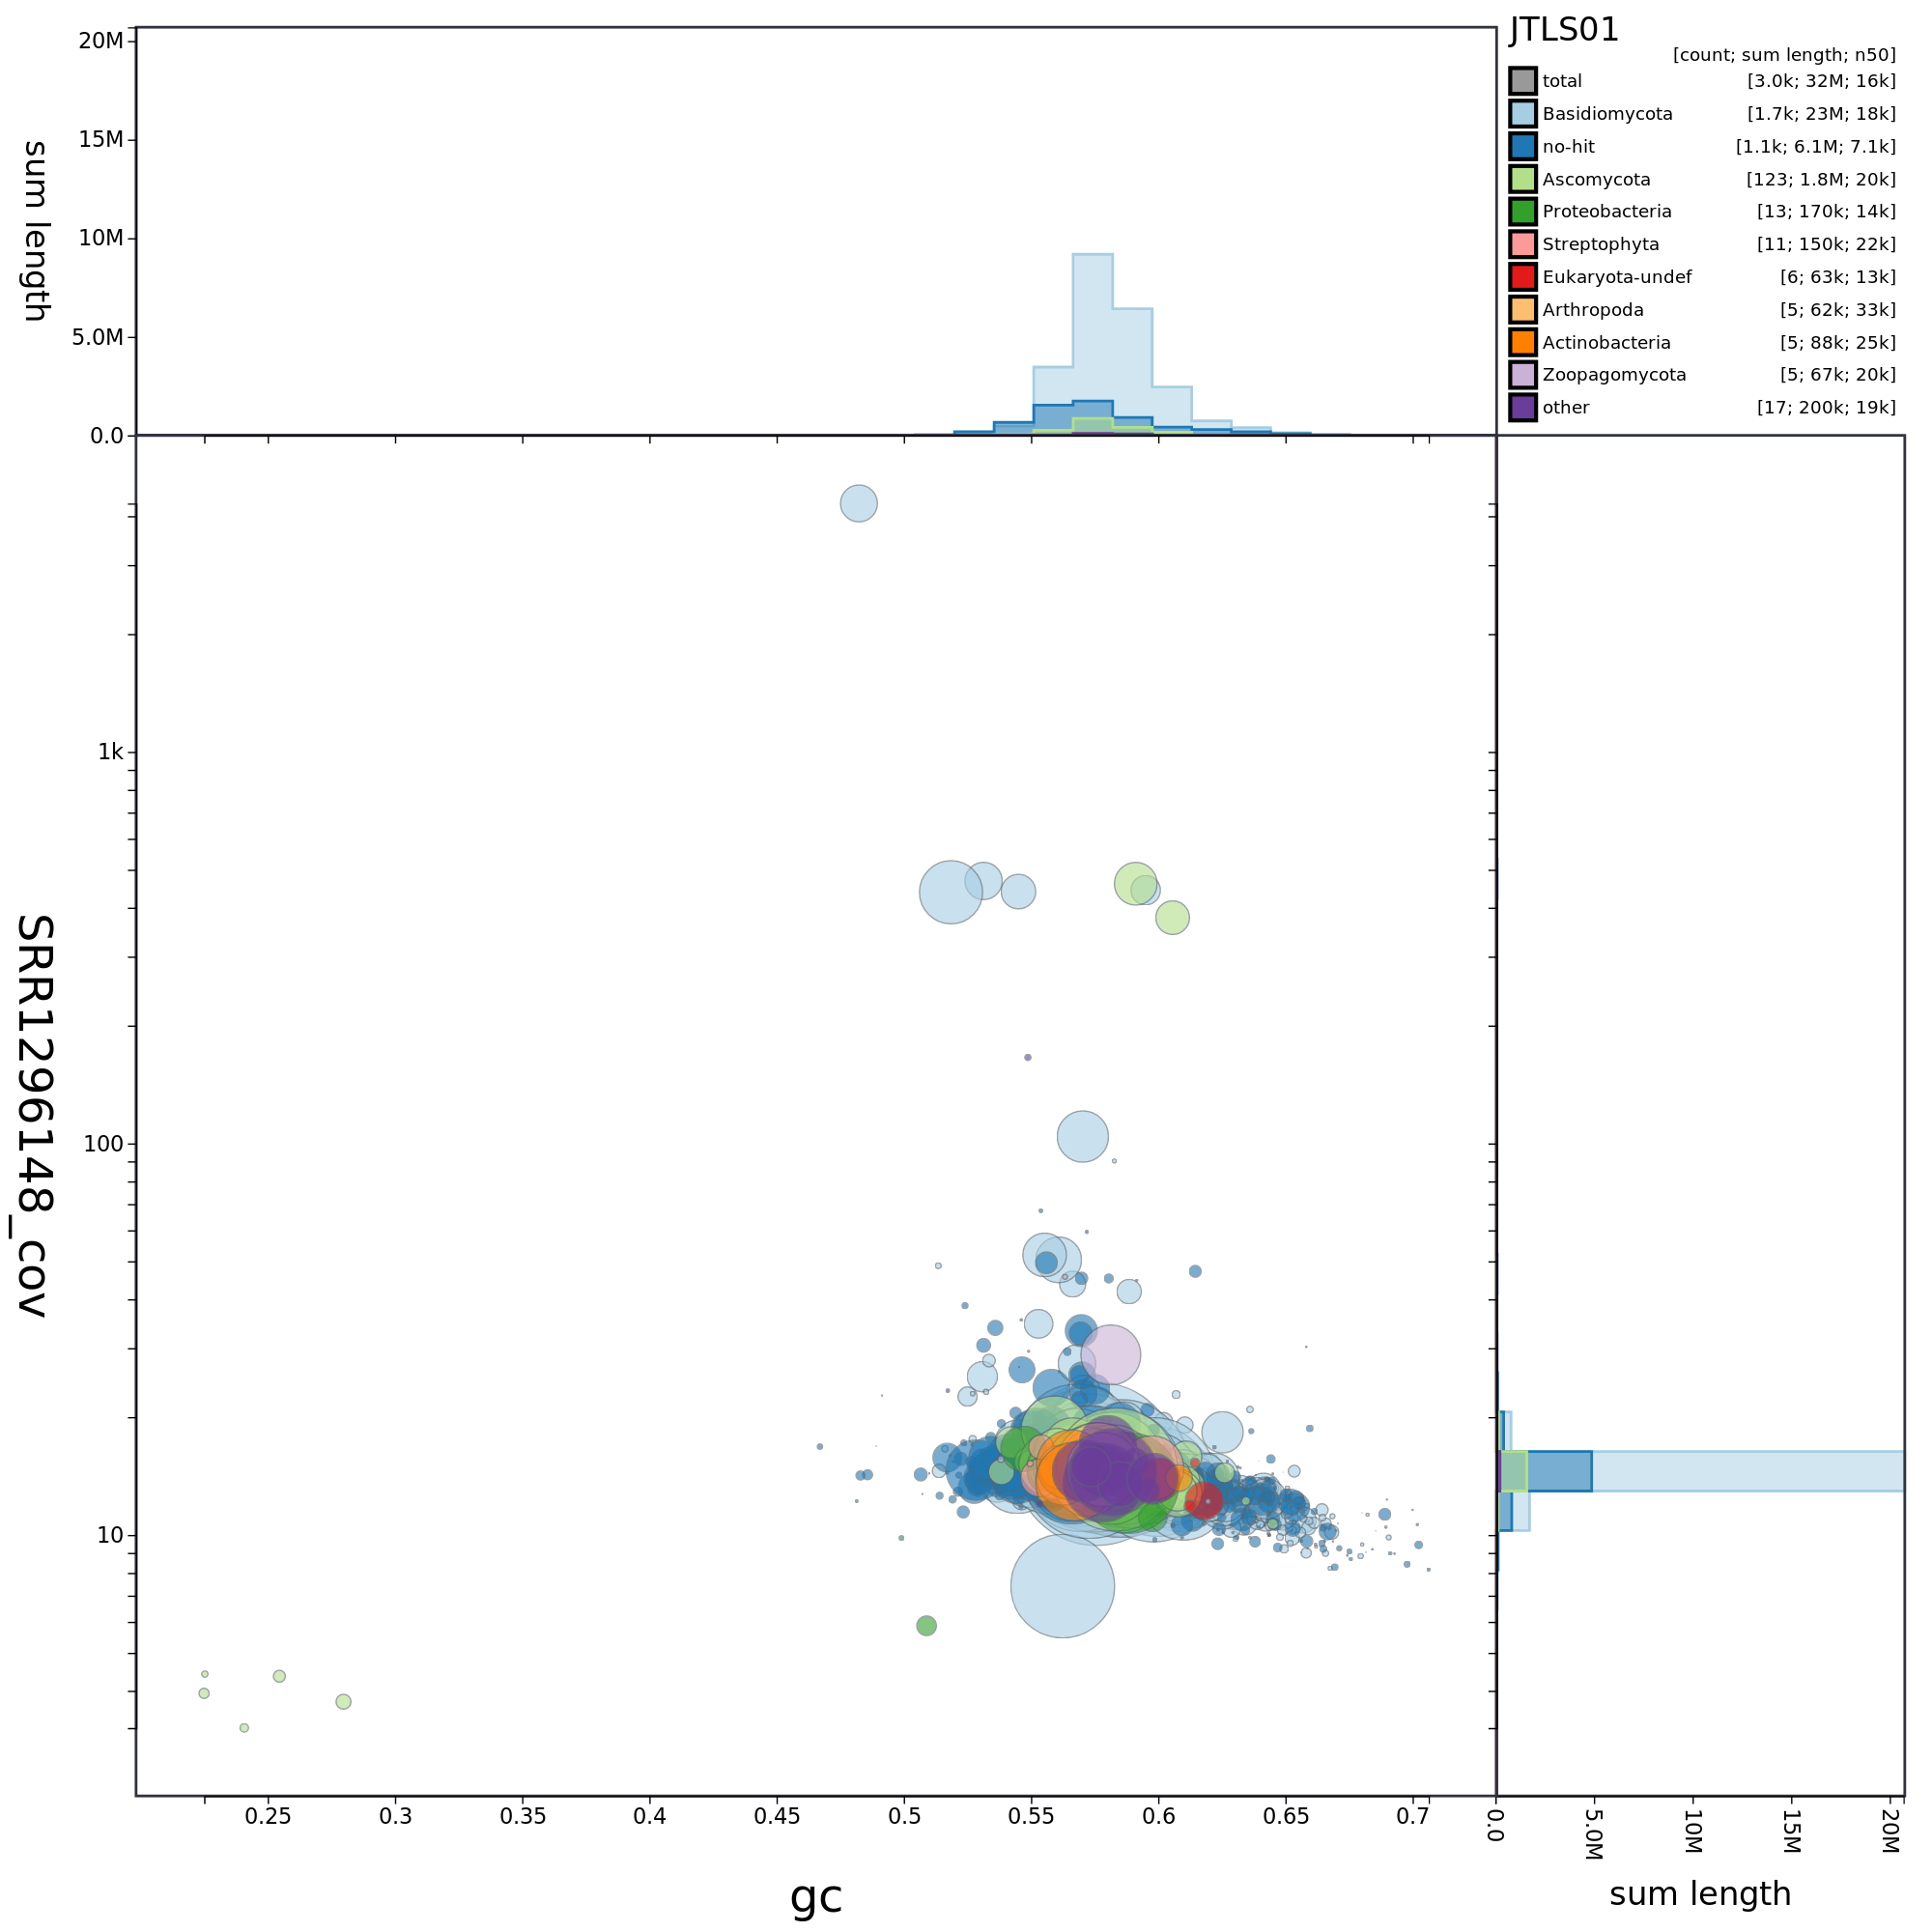 JTLS01
[count; sum length; n50]
total [3.0k; 32M; 16k]
Basidiomycota [1.7k; 23M; 18k]
no-hit [1.1k; 6.1M; 7.1k]
Ascomycota [123; 1.8M; 20k]
Proteobacteria [13; 170k; 14k]
Streptophyta [11; 150k; 22k]
Eukaryota-undef [6; 63k; 13k]
Arthropoda [5; 62k; 33k]
Actinobacteria [5; 88k; 25k]
Zoopagomycota [5; 67k; 20k]
other [17; 200k; 19k]
sum length
20M
15M
10M
5.0M
0.0
SRR1296148_cov
1k
100
10
0.25 0.3 0.35 0.4 0.45 0.5 0.55 0.6 0.65 0.7
gc
0.0 5.0M 10M 15M 20M
sum length